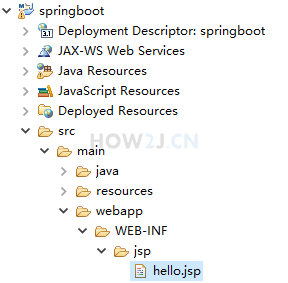 springboot
Deployment Descriptor: springboot
JAX-WS Web Services
Java Resources
JavaScript Resources
Deployed Resources
src
HOW2J.CN
main
java
resources
webapp
WEB-INF
jsp
hello.jsp